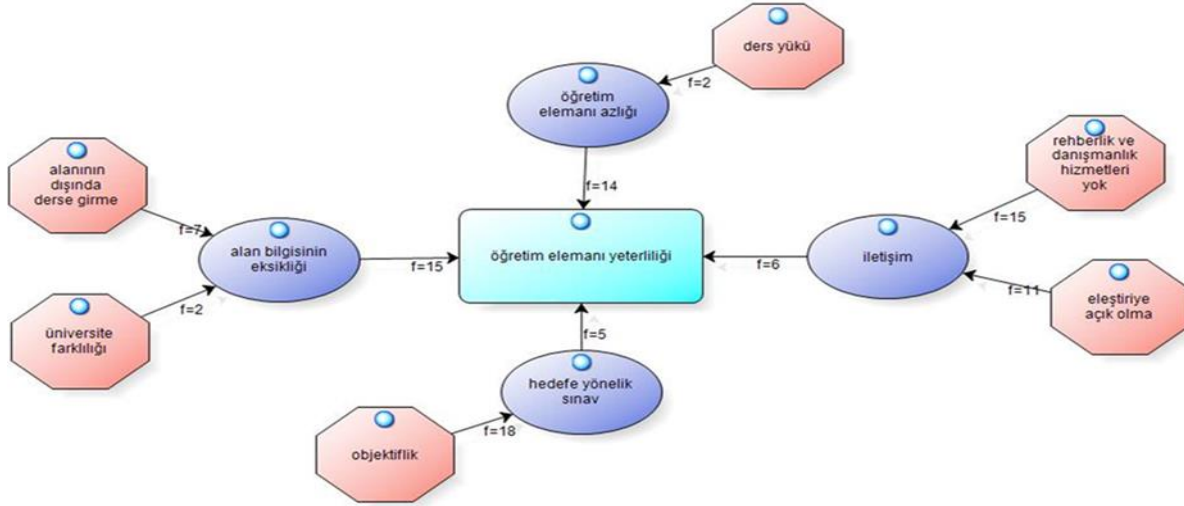 ders yükü
f=2
öğretim
elemanı azlığı
f=14
alanının
dışında
derse girme
f=7
üniversite
farklılığı
f=2
alan bilgisinin
eksikliği
f=15
öğretim elemanı yeterliliği
rehberlik ve
danışmanlık
hizmetleri
yok
f=15
iletişim
f=6
eleştiriye
açık olma
f=11
f=5
hedefe yönelik
sınav
f=18
objektiflik